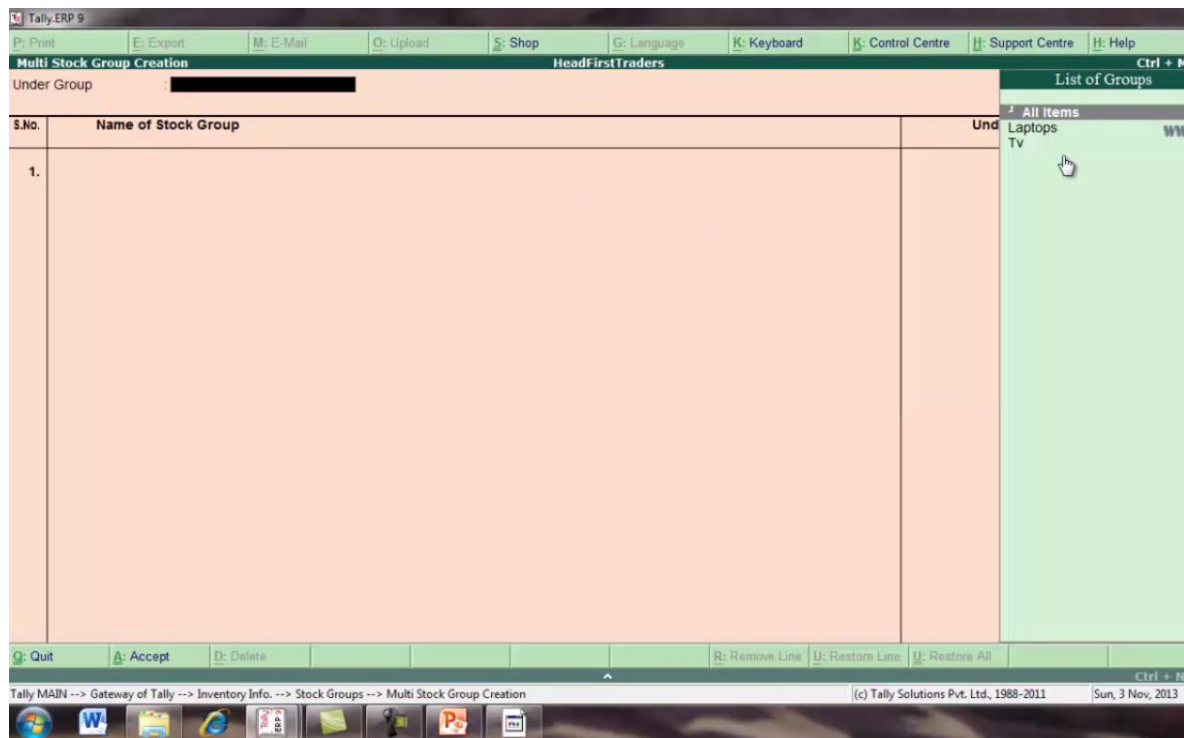 Tally.ERP 9
P: Print E: Export M: E-Mail O: Upload S: Shop G: Language K: Keyboard K: Control Centre H: Support Centre H: Help
Multi Stock Group Creation HeadFirstTraders Ctrl + M
Under Group : List of Groups
All Items
S.No. Name of Stock Group Und Laptops
Tv
1.
Q: Quit A: Accept D: Delete R: Remove Line U: Restore Line U: Restore All
Ctrl + N
Tally MAIN --> Gateway of Tally --> Inventory Info. --> Stock Groups --> Multi Stock Group Creation (c) Tally Solutions Pvt. Ltd., 1988-2011 Sun, 3 Nov, 2013